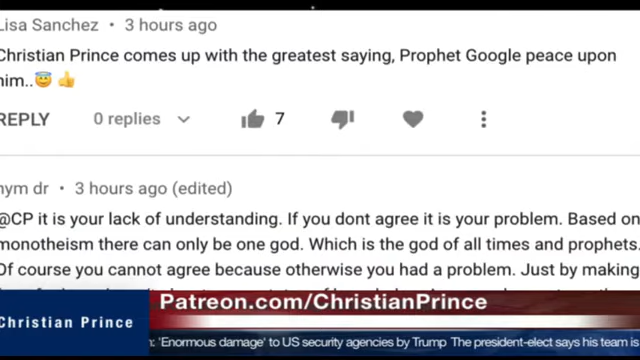 Lisa Sanchez • 3 hours ago
Christian Prince comes up with the greatest saying, Prophet Google peace upon
him..😇 👍
REPLY 0 replies 7
nym dr • 3 hours ago (edited)
@CP it is your lack of understanding. If you dont agree it is your problem. Based on
monotheism there can only be one god. Which is the god of all times and prophets.
Of course you cannot agree because otherwise you had a problem. Just by making
Patreon.com/ChristianPrince
Christian Prince
: 'Enormous damage' to US security agencies by Trump The president-elect says his team is